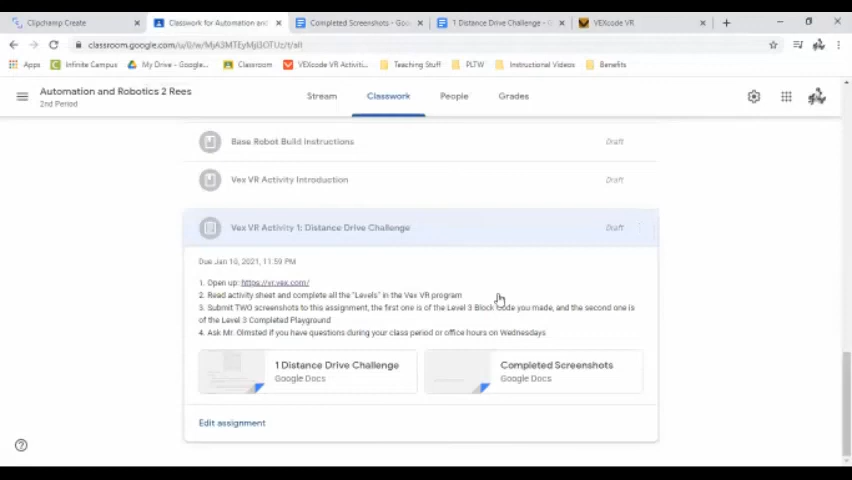 Clipchamp Create
Classwork for Automation and
Completed Screenshots - Goo
1 Distance Drive Challenge - G
VEXcode VR
classroom.google.com/u/0/w/
Apps Infinite Campus My Drive - Google... Classroom VEXcode VR Activiti... Teaching Stuff PLTW Instructional Videos Benefits
Automation and Robotics 2 Rees
2nd Period
Stream Classwork People Grades
Base Robot Build Instructions Draft
Vex VR Activity Introduction Draft
Vex VR Activity 1: Distance Drive Challenge Draft
Due Jan 10, 2021, 11:59 PM
1. Open up: https://vr.vex.com/
2. Read activity sheet and complete all the "Levels" in the Vex VR program
3. Submit TWO screenshots to this assignment, the first one is of the Level 3 Block Code you made, and the second one is
of the Level 3 Completed Playground
4. Ask Mr. Olmsted if you have questions during your class period or office hours on Wednesdays
1 Distance Drive Challenge
Google Docs
Completed Screenshots
Google Docs
Edit assignment